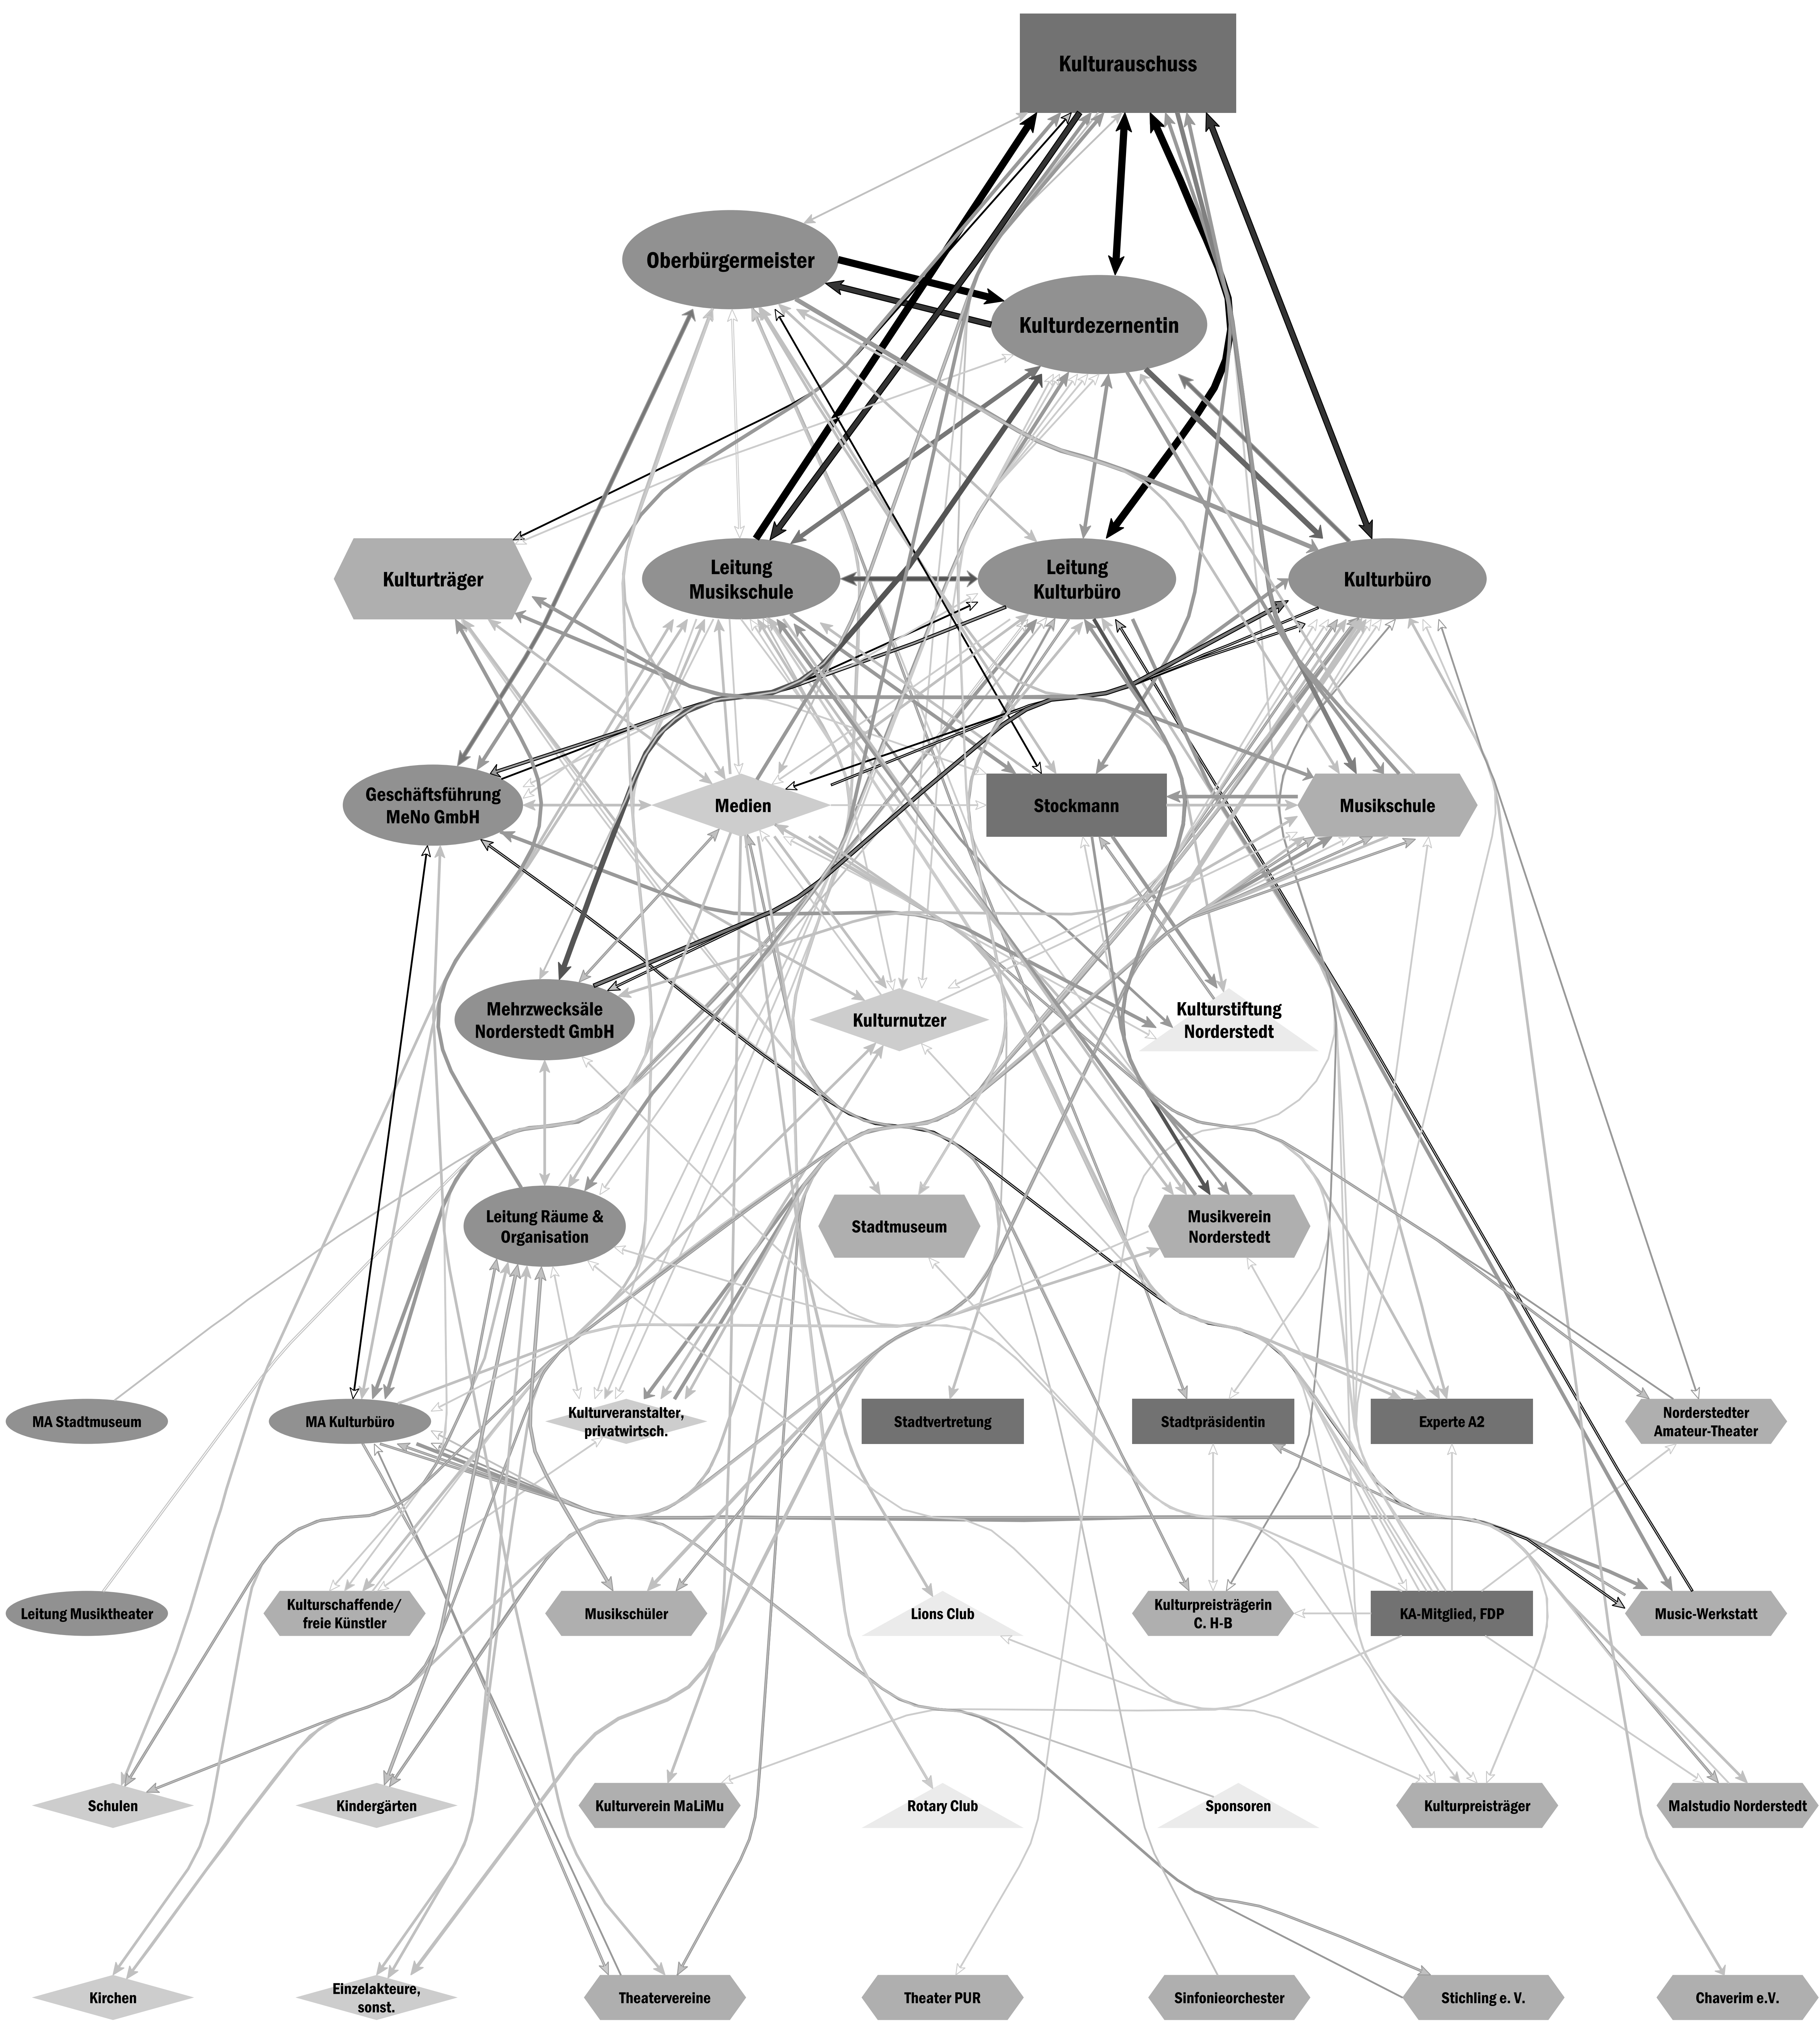 Kulturauschuss
Oberbürgermeister
Kulturdezernentin
Kulturträger
Leitung
Musikschule
Leitung
Kulturbüro
Kulturbüro
Geschäftsführung
MeNo GmbH
Medien
Stockmann
Musikschule
Mehrzwecksäle
Norderstedt GmbH
Kulturnutzer
Kulturstiftung
Norderstedt
Leitung Räume &
Organisation
Stadtmuseum
Musikverein
Norderstedt
MA Stadtmuseum
MA Kulturbüro
Kulturveranstalter,
privatwirtsch.
Stadtvertretung
Stadtpräsidentin
Experte A2
Norderstedter
Amateur-Theater
Leitung Musiktheater
Kulturschaffende/
freie Künstler
Musikschüler
Lions Club
Kulturpreisträgerin
C. H-B
KA-Mitglied, FDP
Music-Werkstatt
Schulen
Kindergärten
Kulturverein MaLiMu
Rotary Club
Sponsoren
Kulturpreisträger
Malstudio Norderstedt
Kirchen
Einzelakteure,
sonst.
Theatervereine
Theater PUR
Sinfonieorchester
Stichling e. V.
Chaverim e.V.